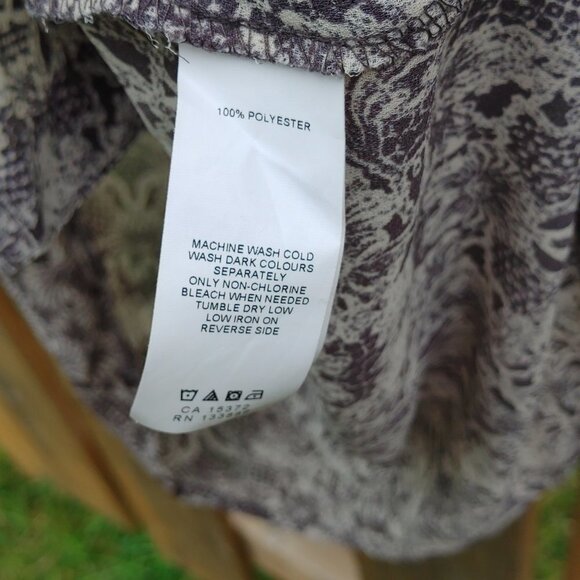 100% POLYESTER
MACHINE WASH COLD
WASH DARK COLOURS
SEPARATELY
ONLY NON-CHLORINE
BLEACH WHEN NEEDED
TUMBLE DRY LOW
LOW IRON ON
REVERSE SIDE
CA 15372
RN